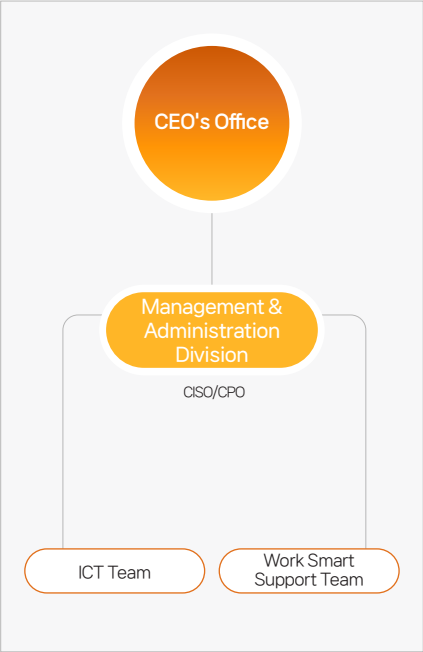 CEO's Office
Management &
Administration
Division
CISO/CPO
ICT Team
Work Smart
Support Team